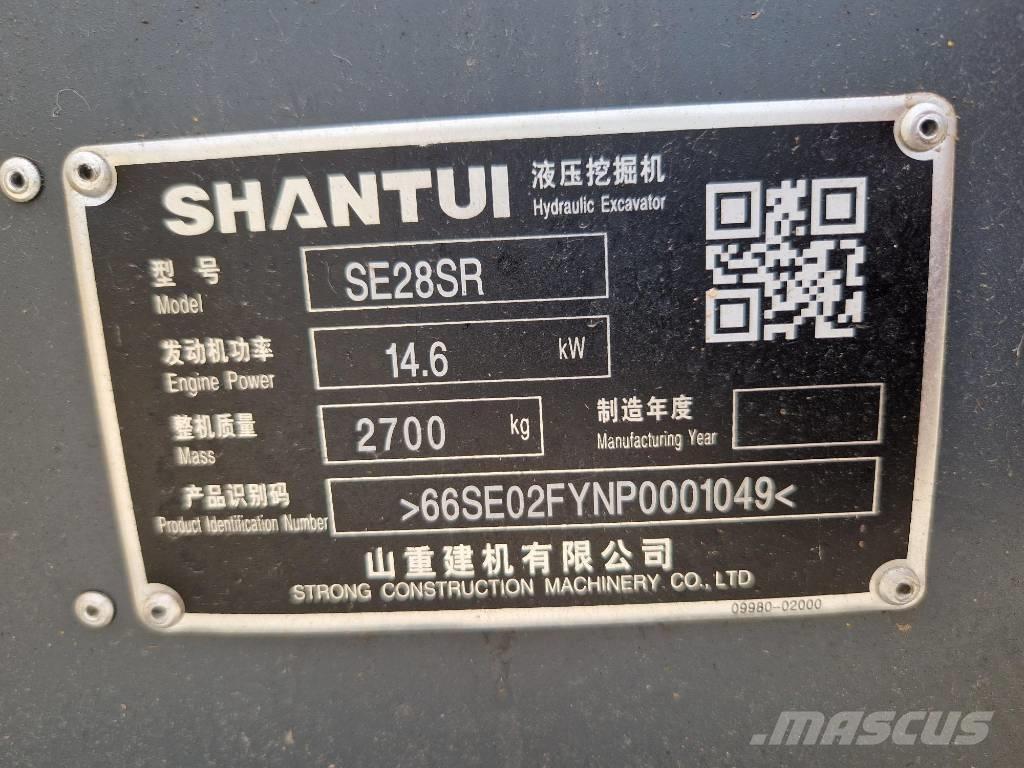 SHANTUI
液压挖掘机
Hydraulic Excavator
型 号
Model
SE28SR
发动机功率
Engine Power
14.6 kW
整机质量
Mass
2700 kg
制造年度
Manufacturing Year
产品识别码
Product Identification Number
>66SE02FYNP0001049<
山重建机有限公司
STRONG CONSTRUCTION MACHINERY CO., LTD
09980-02000
MASCUS